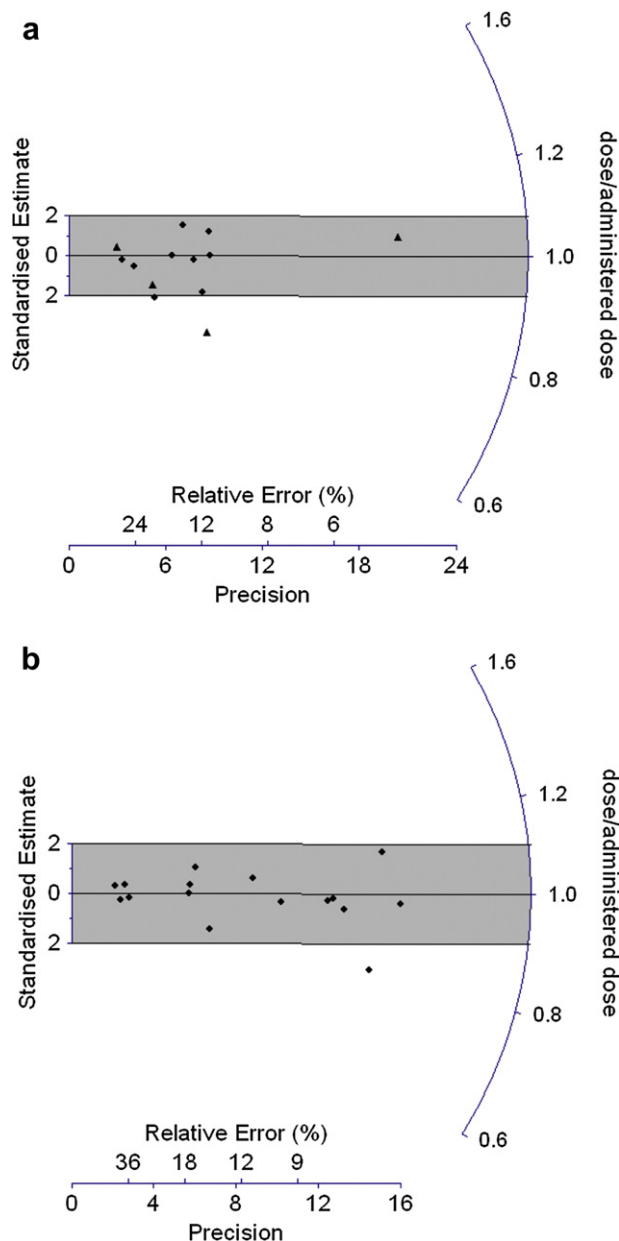 a
1.6
1.2
1.0
0.8
0.6
dose/administered dose
Standardised Estimate
2
0
2
Relative Error (%)
24 12 8 6
0 6 12 18 24
Precision
b
1.6
1.2
1.0
0.8
0.6
dose/administered dose
Standardised Estimate
2
0
2
Relative Error (%)
36 18 12 9
0 4 8 12 16
Precision